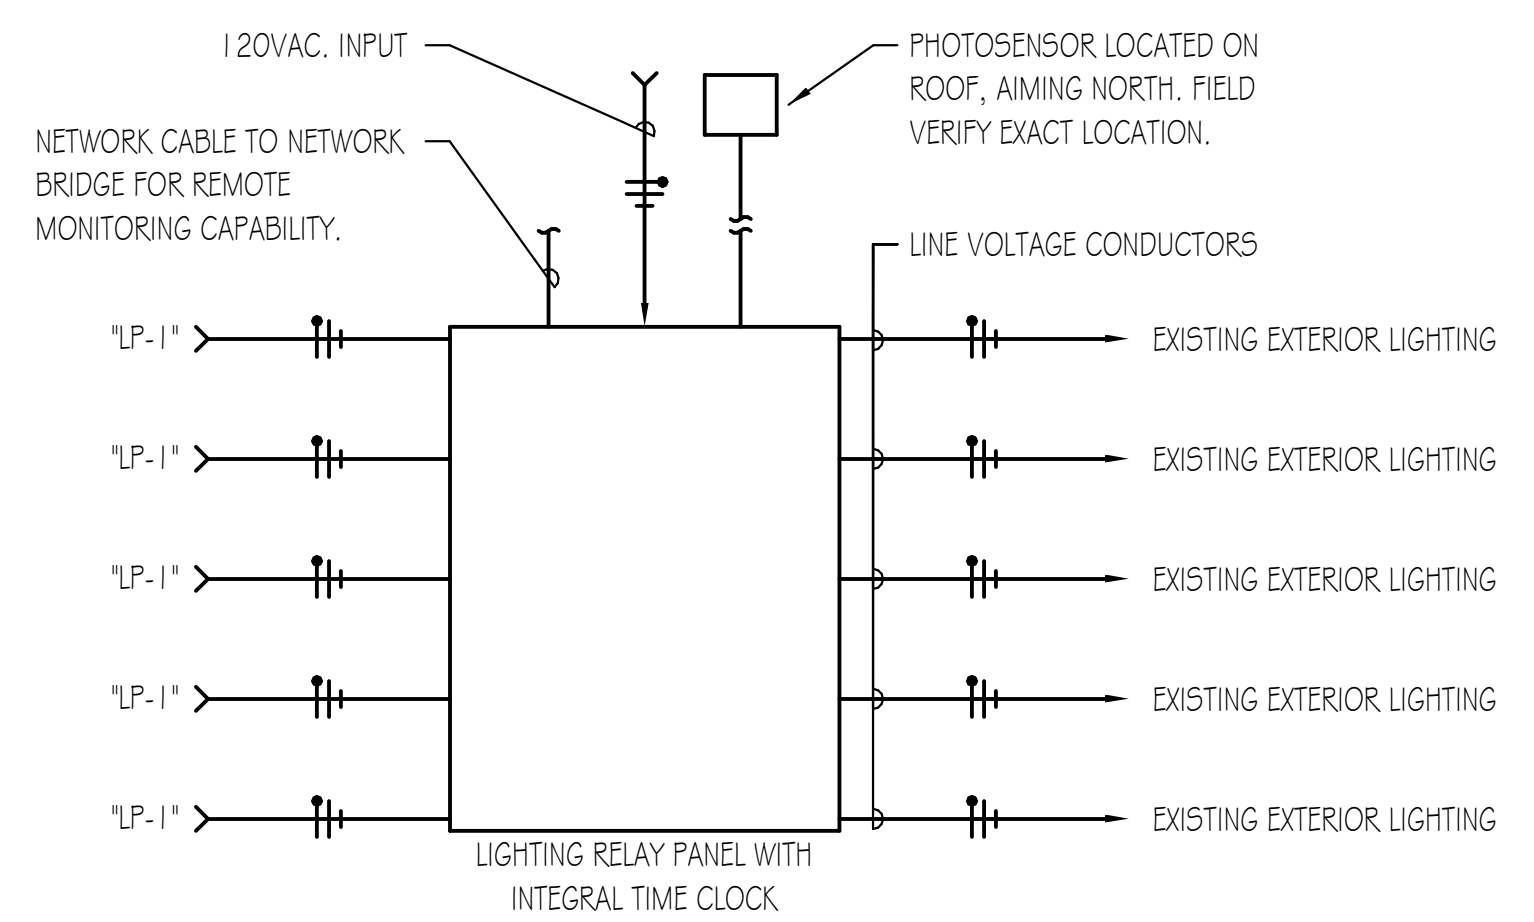 120VAC. INPUT
PHOTOSENSOR LOCATED ON
ROOF, AIMING NORTH. FIELD
VERIFY EXACT LOCATION.
NETWORK CABLE TO NETWORK
BRIDGE FOR REMOTE
MONITORING CAPABILITY.
LINE VOLTAGE CONDUCTORS
"LP-1"
EXISTING EXTERIOR LIGHTING
"LP-1"
EXISTING EXTERIOR LIGHTING
"LP-1"
EXISTING EXTERIOR LIGHTING
"LP-1"
EXISTING EXTERIOR LIGHTING
"LP-1"
EXISTING EXTERIOR LIGHTING
LIGHTING RELAY PANEL WITH
INTEGRAL TIME CLOCK